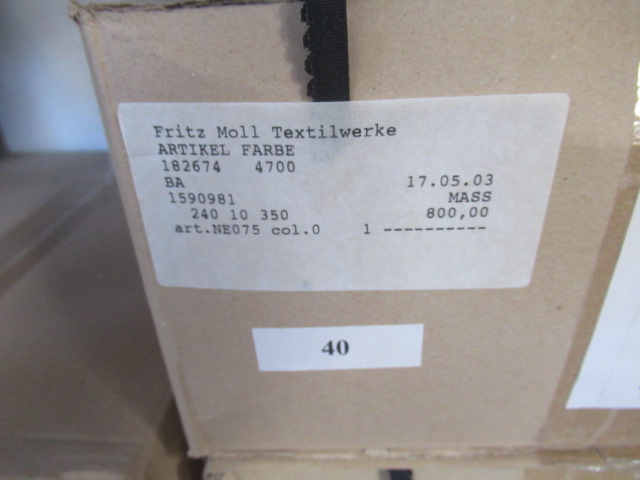 Fritz Moll Textilwerke
ARTIKEL FARBE
182674 4700
BA 17.05.03
1590981 MASS
240 10 350 800,00
art.NE075 col.0 1 ----------
40